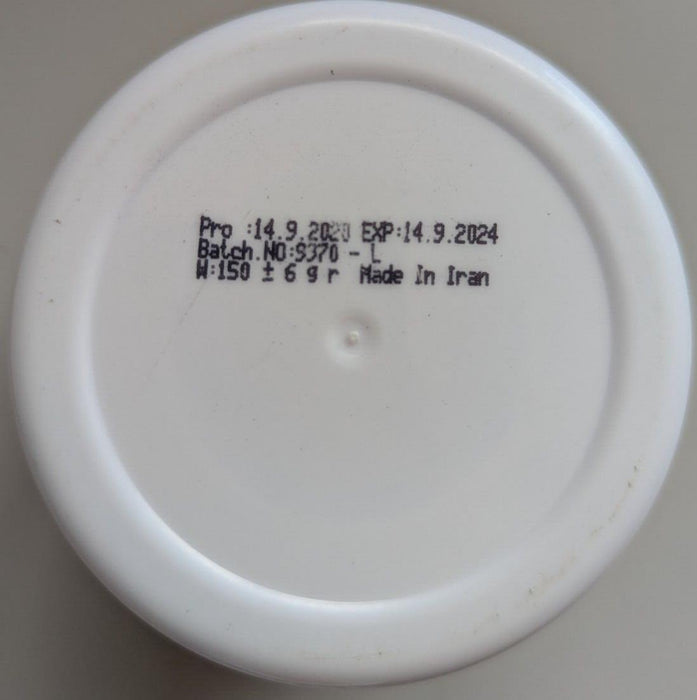 Pro :14.9.2020 EXP:14.9.2024
Batch.NO:9370 - L
W:150 ± 6 g r Made In Iran